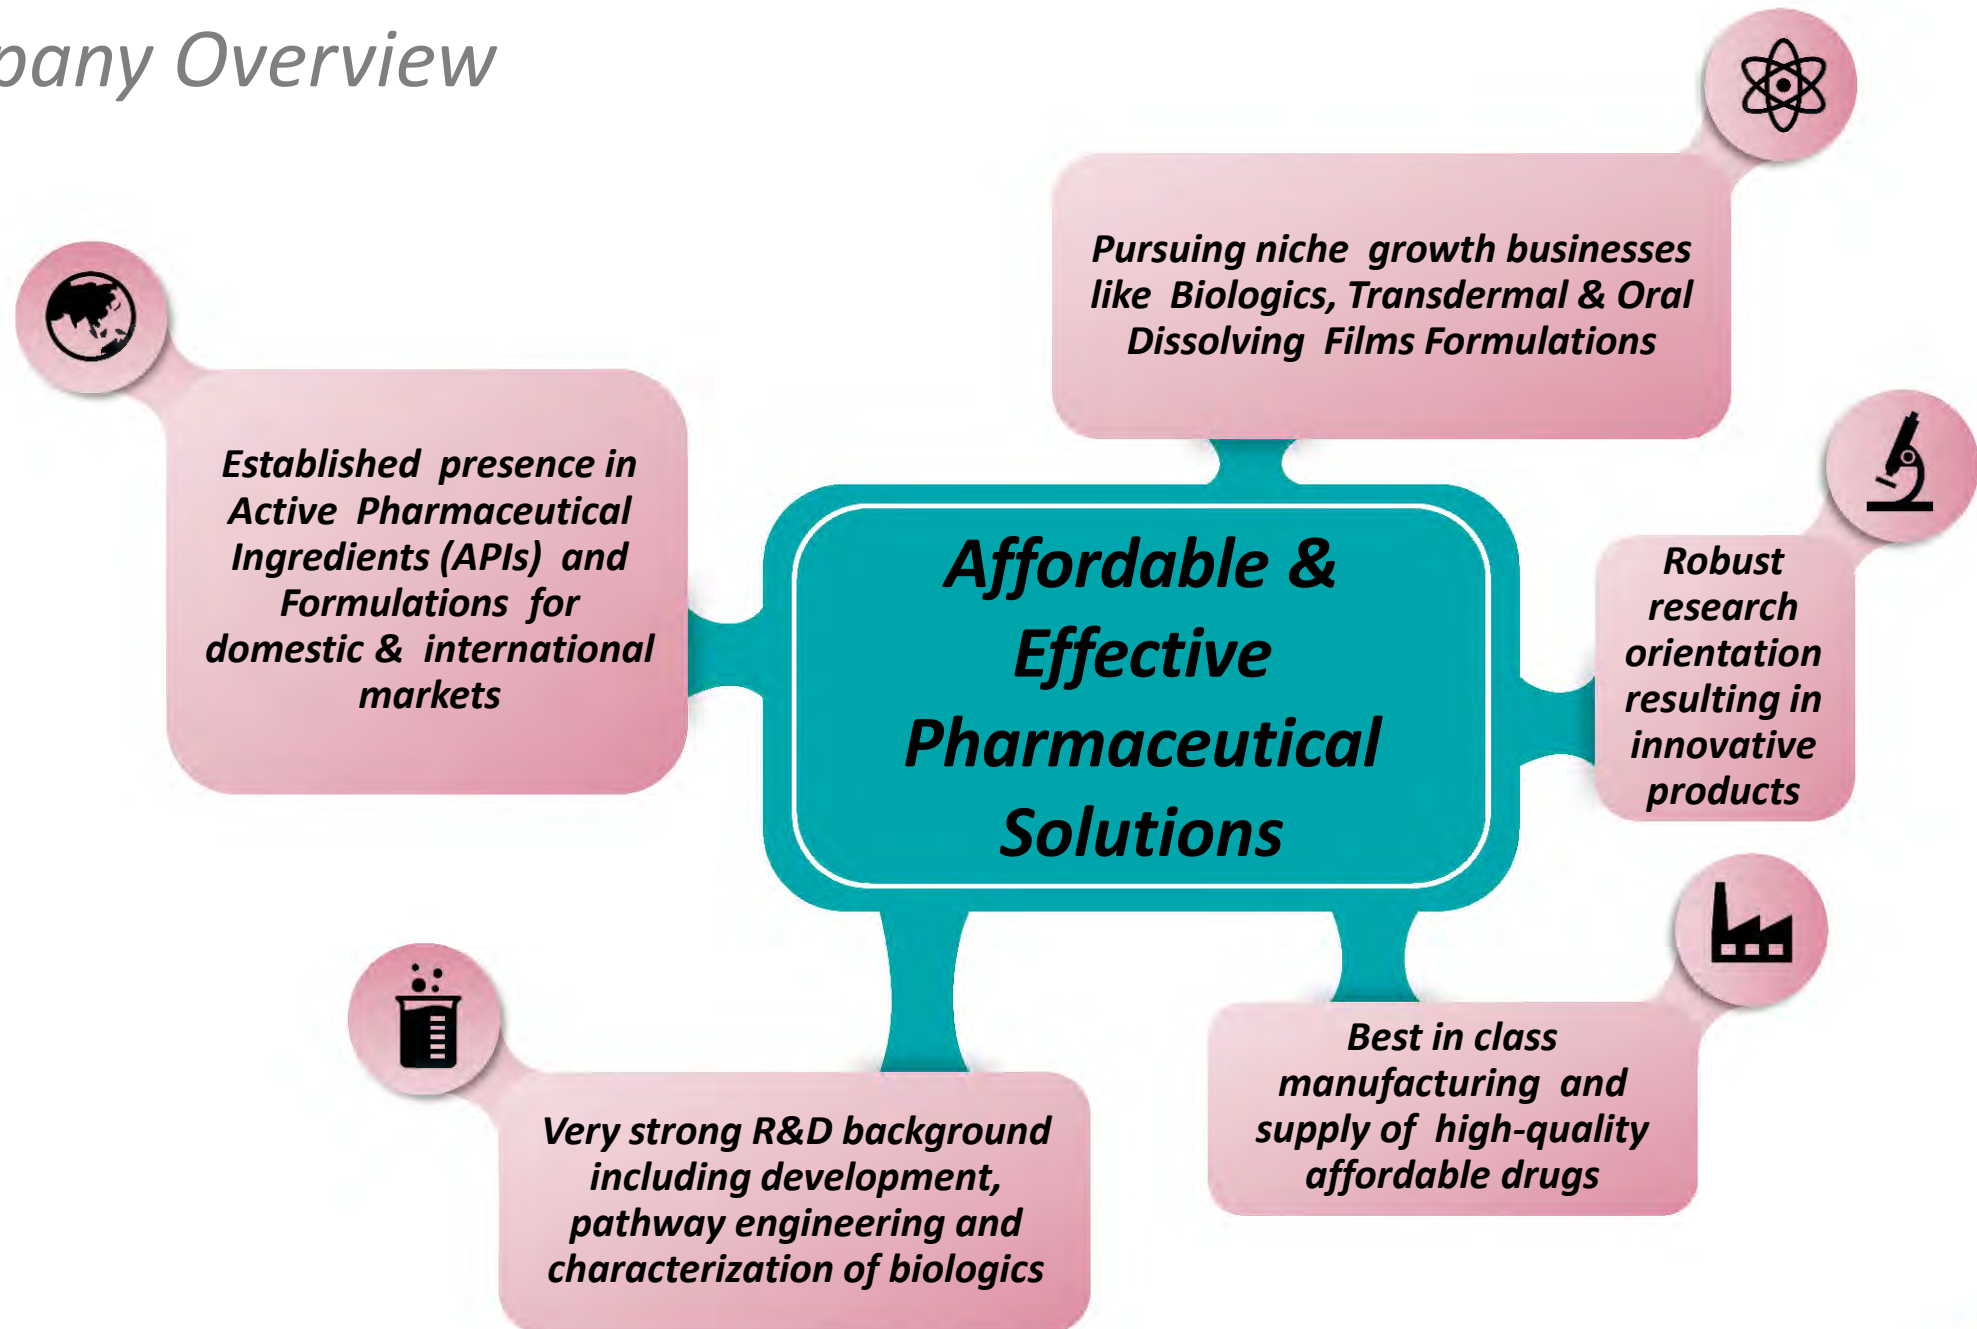 pany Overview
Pursuing niche growth businesses
like Biologics, Transdermal & Oral
Dissolving Films Formulations
Established presence in
Active Pharmaceutical
Ingredients (APIs) and
Formulations for
domestic & international
markets
Affordable &
Effective
Pharmaceutical
Solutions
Robust
research
orientation
resulting in
innovative
products
Very strong R&D background
including development,
pathway engineering and
characterization of biologics
Best in class
manufacturing and
supply of high-quality
affordable drugs